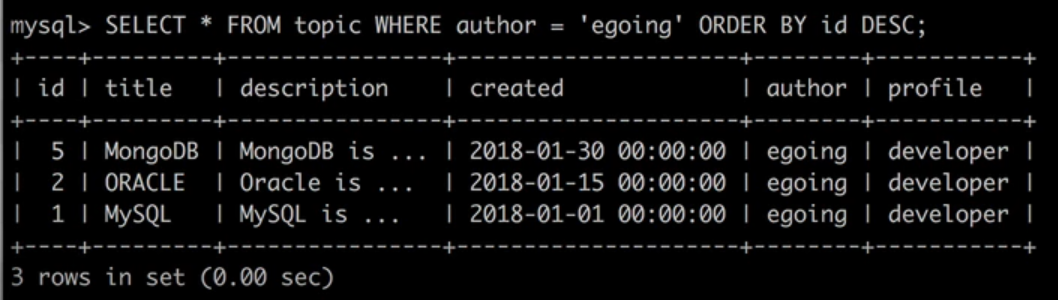 mysql> SELECT * FROM topic WHERE author = 'egoing' ORDER BY id DESC;
+----+---------+----------------+---------------------+--------+-----------+
| id | title   | description    | created             | author | profile   |
+----+---------+----------------+---------------------+--------+-----------+
|  5 | MongoDB | MongoDB is ... | 2018-01-30 00:00:00 | egoing | developer |
|  2 | ORACLE  | Oracle is ...  | 2018-01-15 00:00:00 | egoing | developer |
|  1 | MySQL   | MySQL is ...   | 2018-01-01 00:00:00 | egoing | developer |
+----+---------+----------------+---------------------+--------+-----------+
3 rows in set (0.00 sec)